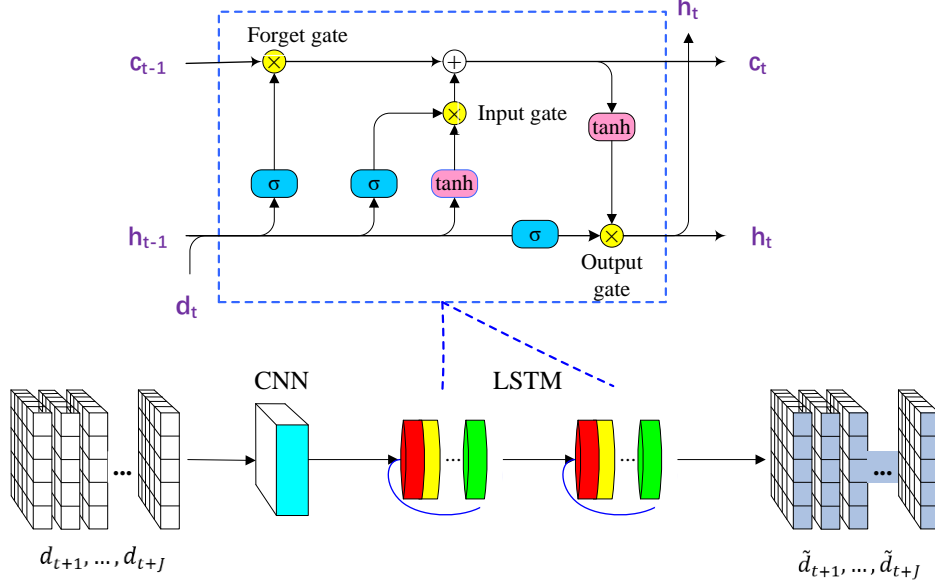 h_t
Forget gate
c_{t-1}
×
+
c_t
×
Input gate
tanh
σ
σ
tanh
h_{t-1}
σ
×
h_t
Output
gate
d_t
CNN
LSTM
...
...
...
...
d_{t+1}, ... , d_{t+J}
d̃_{t+1}, ... , d̃_{t+J}